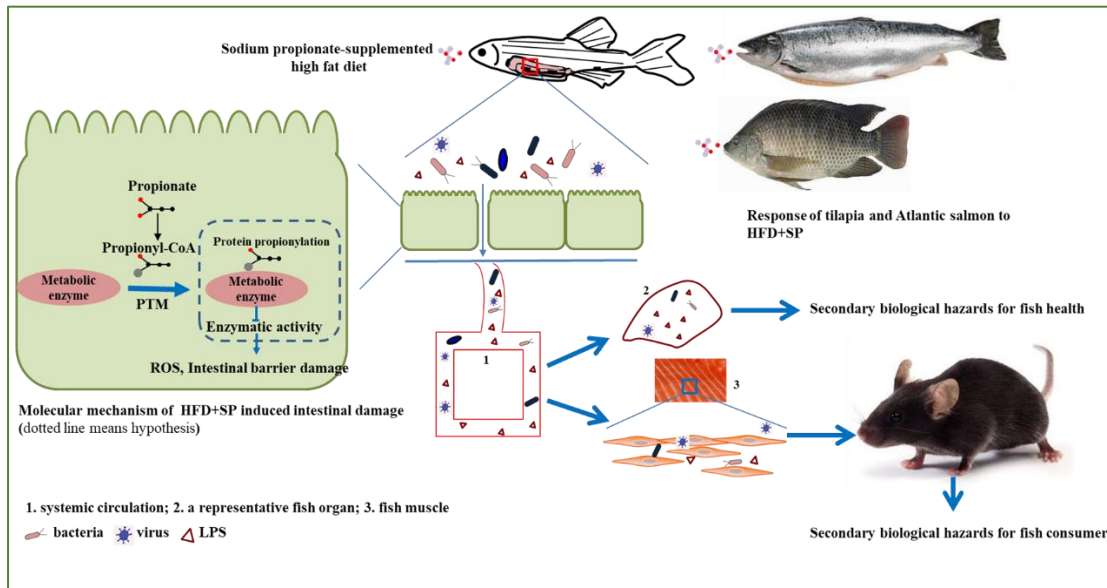 Sodium propionate-supplemented
high fat diet
Response of tilapia and Atlantic salmon to
HFD+SP
Propionate
Propionyl-CoA
Protein propionylation
Metabolic
enzyme
PTM
Metabolic
enzyme
Enzymatic activity
ROS, Intestinal barrier damage
Molecular mechanism of HFD+SP induced intestinal damage
(dotted line means hypothesis)
LPS
LPS
LPS
1
2
3
Secondary biological hazards for fish health
Secondary biological hazards for fish consumer
1. systemic circulation; 2. a representative fish organ; 3. fish muscle
bacteria virus LPS